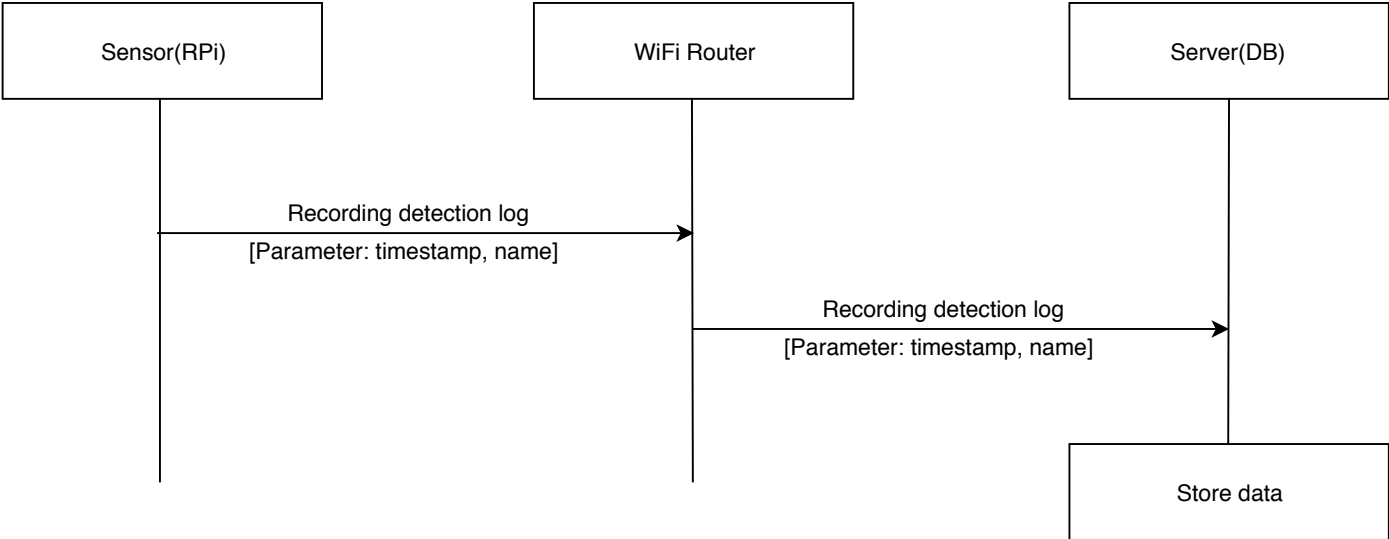 Sensor(RPi)
WiFi Router
Server(DB)
Recording detection log
[Parameter: timestamp, name]
Recording detection log
[Parameter: timestamp, name]
Store data